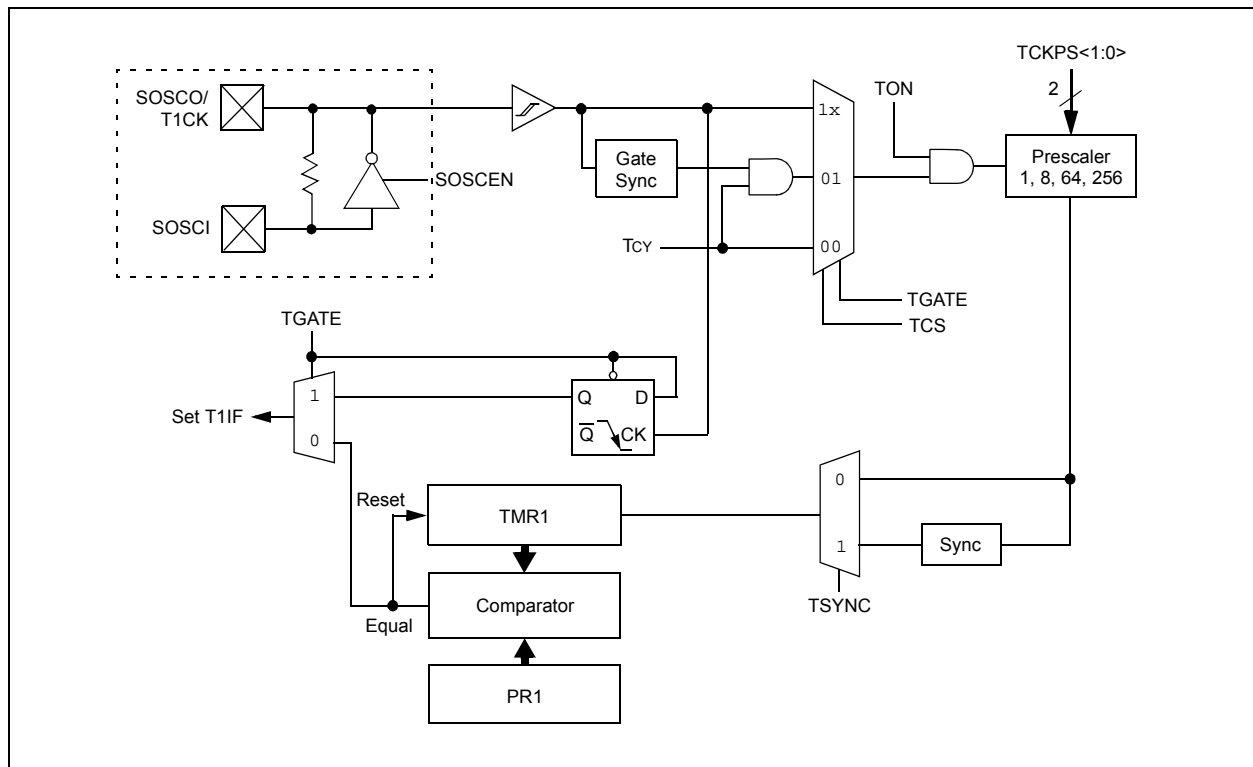 TCKPS<1:0>
2
SOSCO/
T1CK
TON
1x
Gate
Sync
Prescaler
1, 8, 64, 256
SOSCEN
01
SOSCI
TCY
00
TGATE
TCS
TGATE
1
Q
D
Set T1IF
0
Q
CK
Reset
TMR1
0
1
Sync
TSYNC
Comparator
Equal
PR1